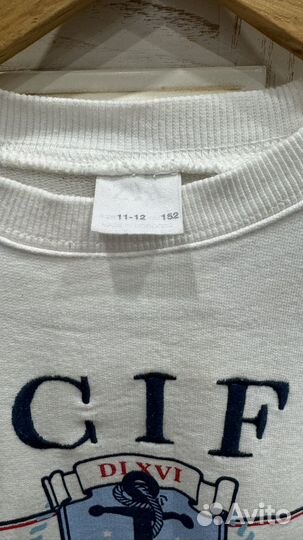 11-12 152
CIF
DI XVI
Avito